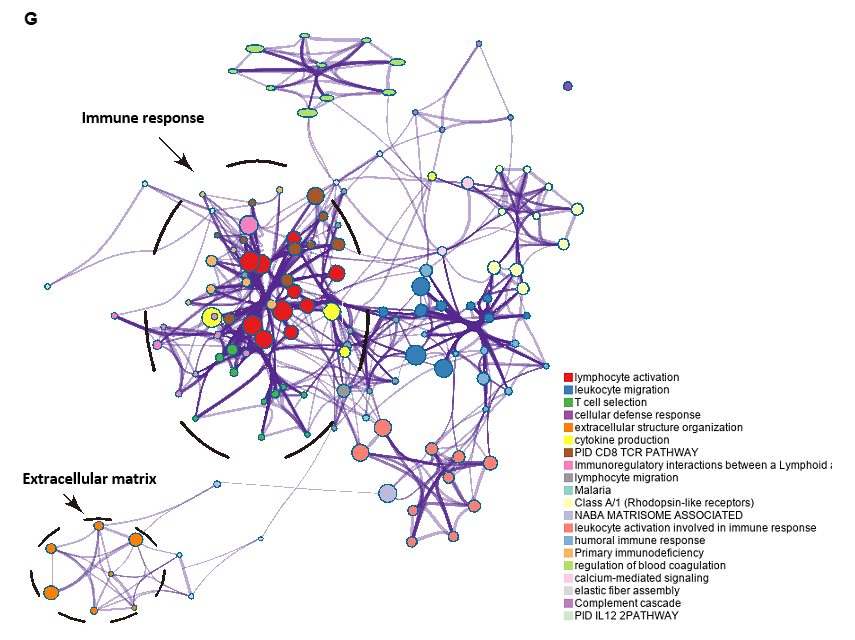 G
Immune response
Extracellular matrix
lymphocyte activation
leukocyte migration
T cell selection
cellular defense response
extracellular structure organization
cytokine production
PID CD8 TCR PATHWAY
Immunoregulatory interactions between a Lymphoid a
lymphocyte migration
Malaria
Class A/1 (Rhodopsin-like receptors)
NABA MATRISOME ASSOCIATED
leukocyte activation involved in immune response
humoral immune response
Primary immunodeficiency
regulation of blood coagulation
calcium-mediated signaling
elastic fiber assembly
Complement cascade
PID IL12 2PATHWAY